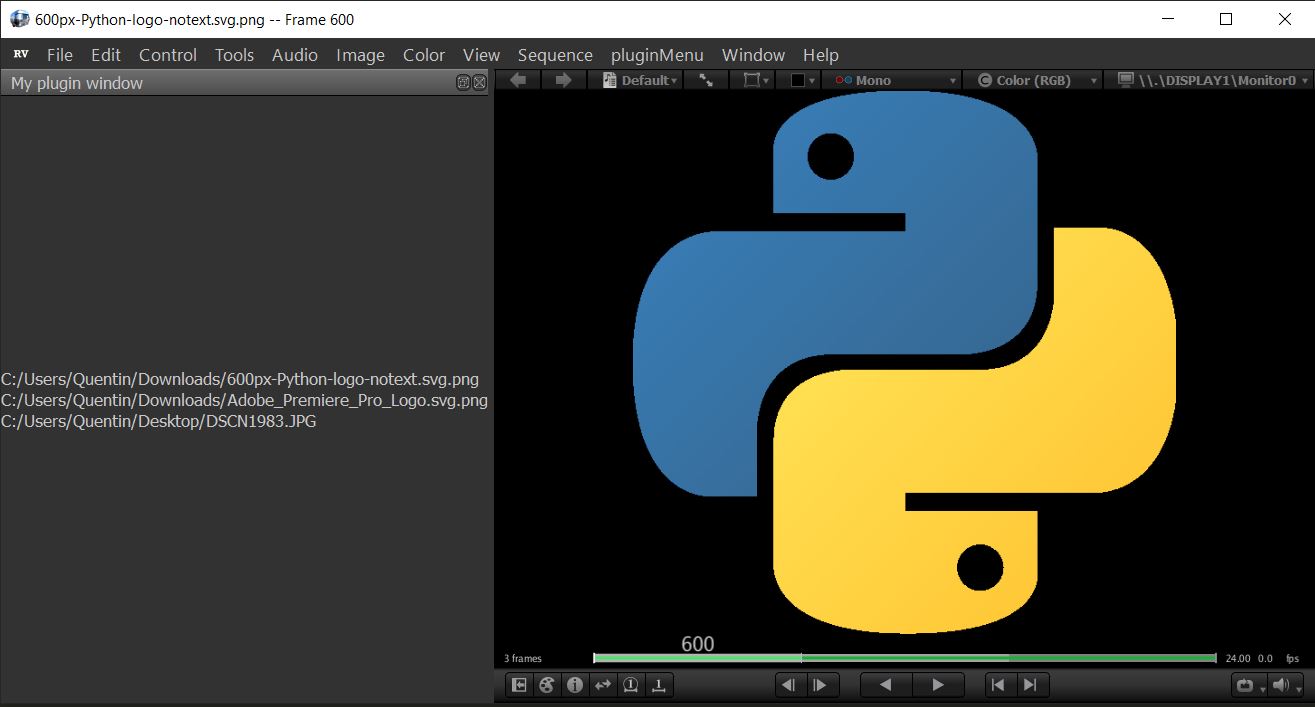 600px-Python-logo-notext.svg.png -- Frame 600
RV File Edit Control Tools Audio Image Color View Sequence pluginMenu Window Help
My plugin window
Default Mono Color (RGB) \\.\DISPLAY1\Monitor0
C:/Users/Quentin/Downloads/600px-Python-logo-notext.svg.png
C:/Users/Quentin/Downloads/Adobe_Premiere_Pro_Logo.svg.png
C:/Users/Quentin/Desktop/DSCN1983.JPG
600
3 frames 24.00 0.0 fps